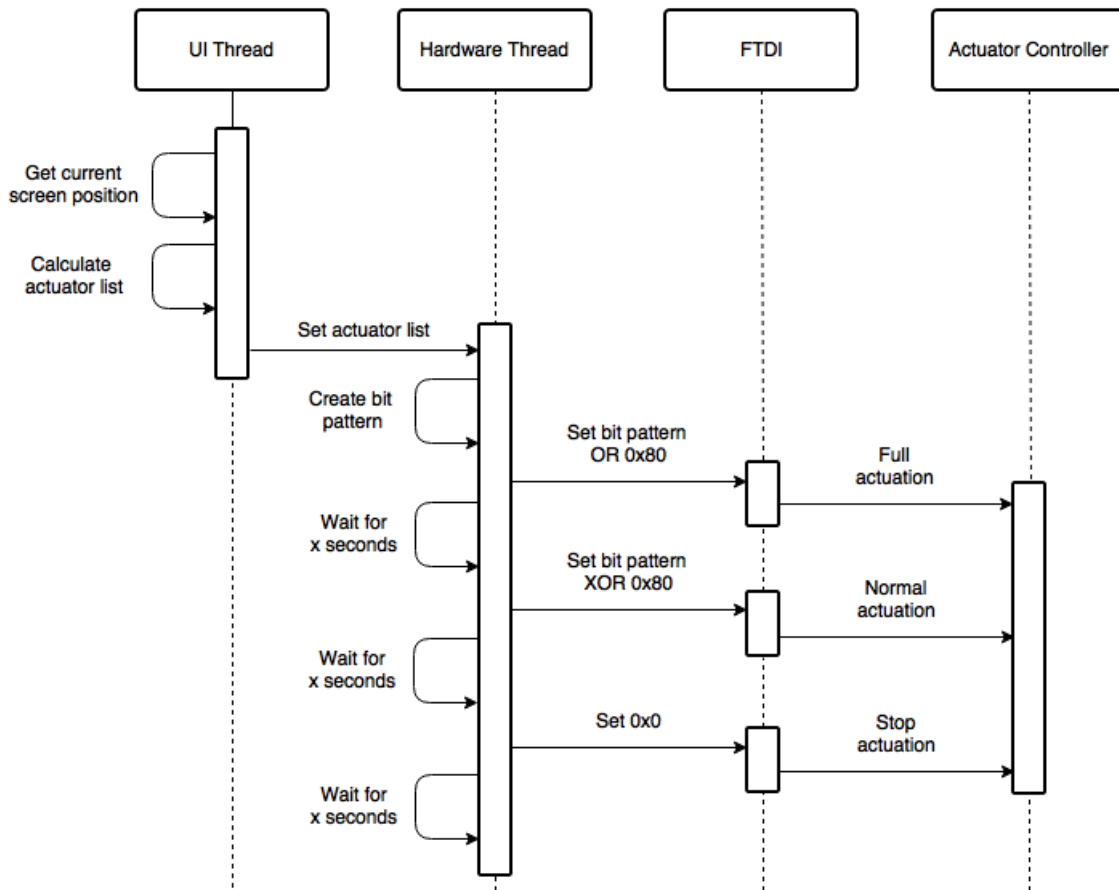 UI Thread
Hardware Thread
FTDI
Actuator Controller
Get current
screen position
Calculate
actuator list
Set actuator list
Create bit
pattern
Set bit pattern
OR 0x80
Full
actuation
Wait for
x seconds
Set bit pattern
XOR 0x80
Normal
actuation
Wait for
x seconds
Set 0x0
Stop
actuation
Wait for
x seconds